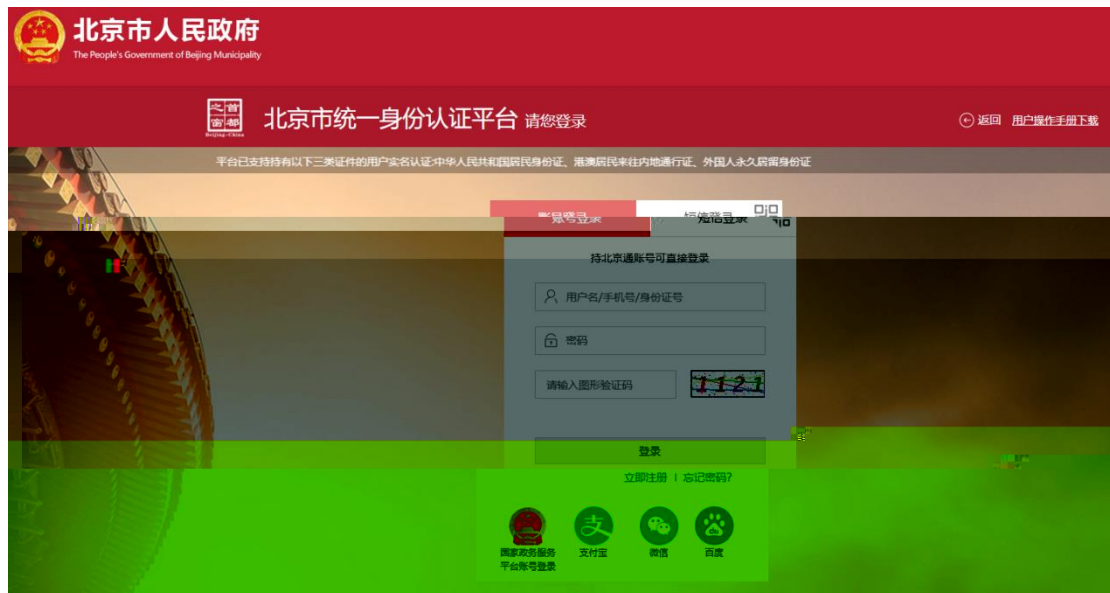 北京市人民政府
The People's Government of Beijing Municipality
之首
窗都
Beijing-China
北京市统一身份认证平台 请您登录
返回 用户操作手册下载
平台已支持持有以下三类证件的用户实名认证:中华人民共和国居民身份证、港澳居民来往内地通行证、外国人永久居留身份证
账号登录 短信登录
持北京通账号可直接登录
用户名/手机号/身份证号
密码
请输入图形验证码 1121
登录
立即注册 | 忘记密码?
支
国家政务服务 支付宝 微信 百度
平台账号登录